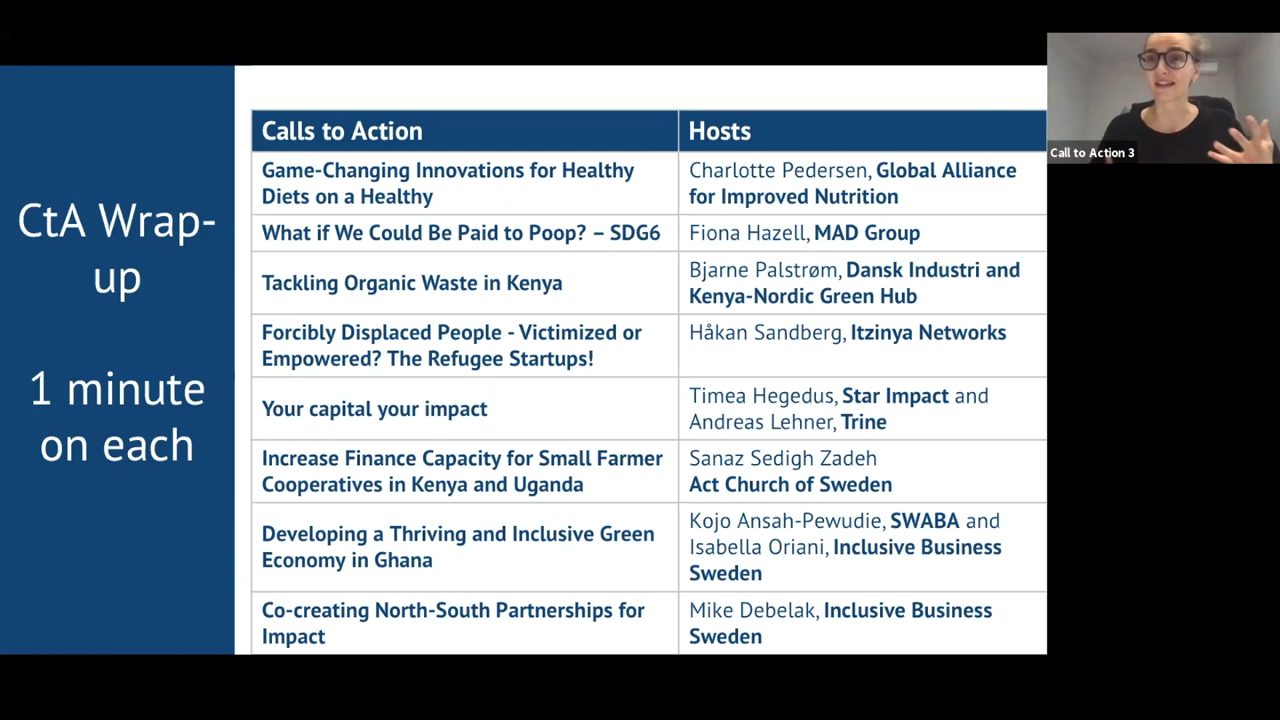 CtA Wrap-
up
1 minute
on each
Calls to Action
Hosts
Game-Changing Innovations for Healthy
Diets on a Healthy
Charlotte Pedersen, Global Alliance
for Improved Nutrition
What if We Could Be Paid to Poop? – SDG6
Fiona Hazell, MAD Group
Tackling Organic Waste in Kenya
Bjarne Palstrøm, Dansk Industri and
Kenya-Nordic Green Hub
Forcibly Displaced People - Victimized or
Empowered? The Refugee Startups!
Håkan Sandberg, Itzinya Networks
Your capital your impact
Timea Hegedus, Star Impact and
Andreas Lehner, Trine
Increase Finance Capacity for Small Farmer
Cooperatives in Kenya and Uganda
Sanaz Sedigh Zadeh
Act Church of Sweden
Developing a Thriving and Inclusive Green
Economy in Ghana
Kojo Ansah-Pewudie, SWABA and
Isabella Oriani, Inclusive Business
Sweden
Co-creating North-South Partnerships for
Impact
Mike Debelak, Inclusive Business
Sweden
Call to Action 3